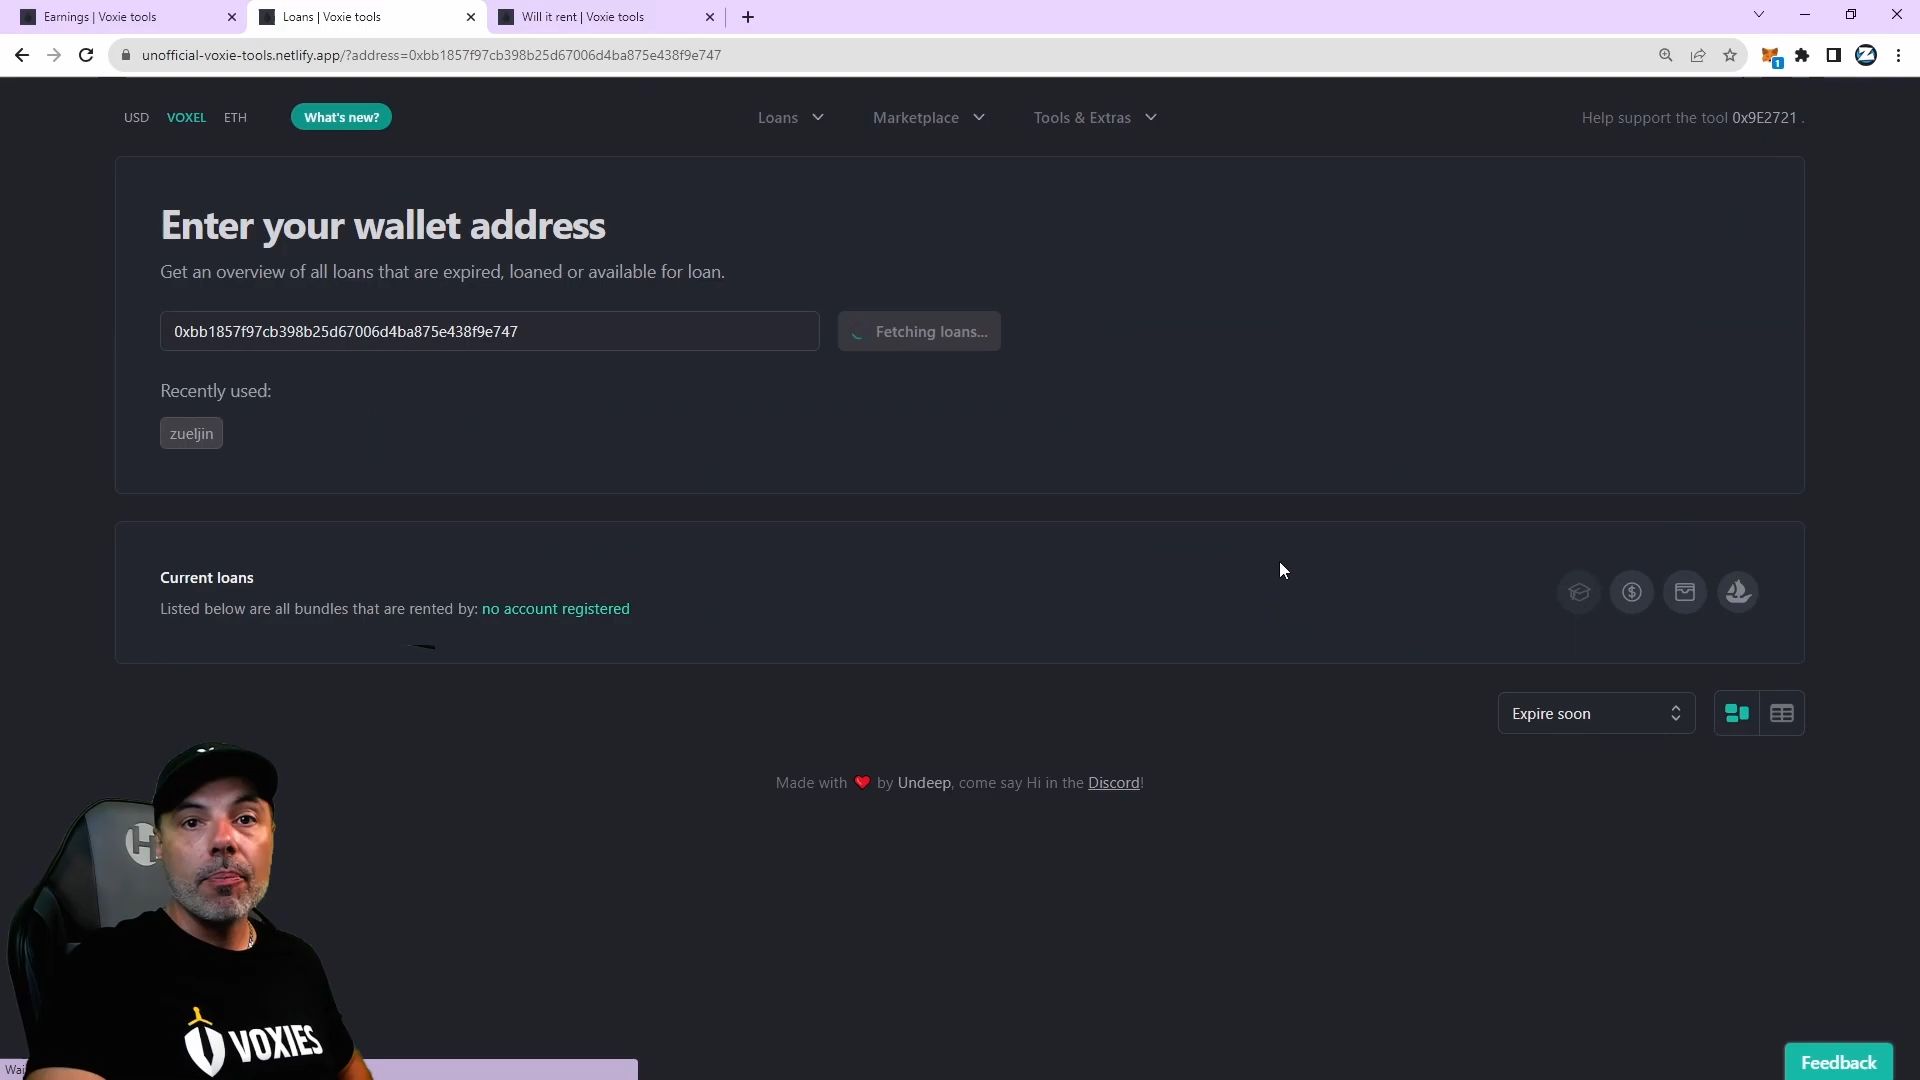 Earnings | Voxie tools
Loans | Voxie tools
Will it rent | Voxie tools
unofficial-voxie-tools.netlify.app/?address=0xbb1857f97cb398b25d67006d4ba875e438f9e747
1
USD VOXEL ETH What's new?
Loans Marketplace Tools & Extras
Help support the tool 0x9E2721 .
Enter your wallet address
Get an overview of all loans that are expired, loaned or available for loan.
0xbb1857f97cb398b25d67006d4ba875e438f9e747
Fetching loans...
Recently used:
zueljin
Current loans
Listed below are all bundles that are rented by: no account registered
Expire soon
Made with ❤️ by Undeep, come say Hi in the Discord!
VOXIES
Wai
Feedback